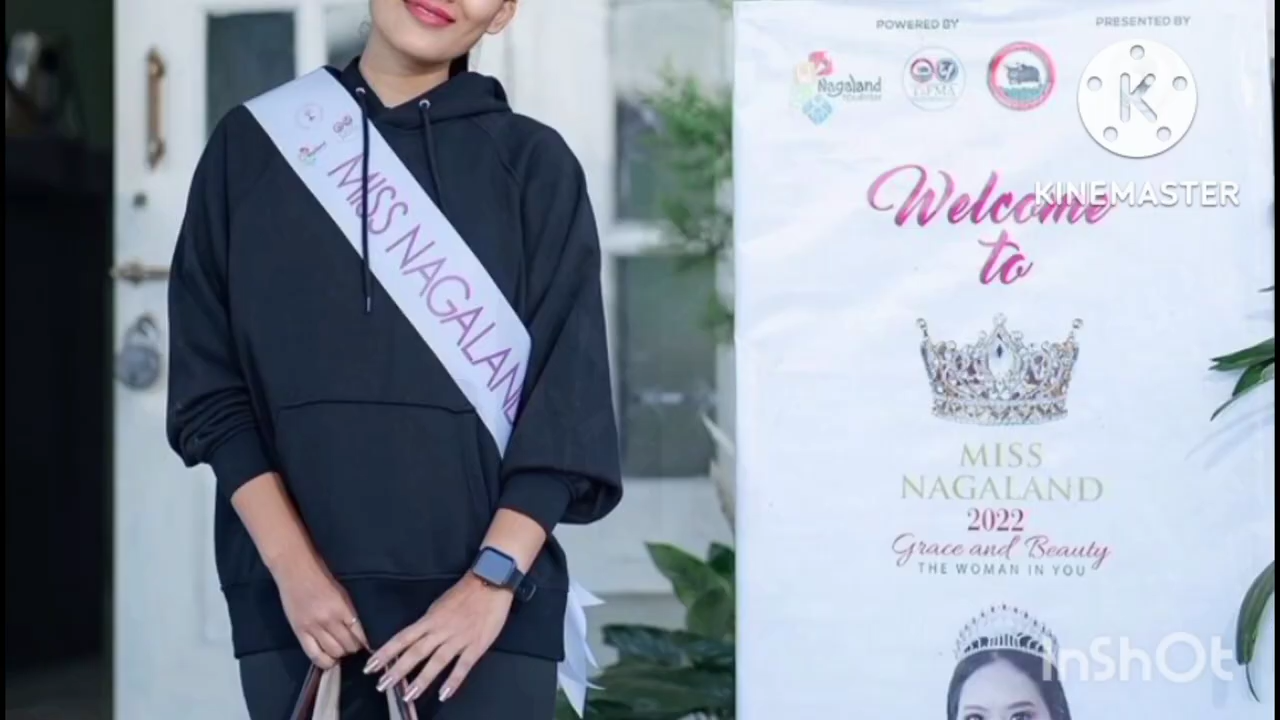 POWERED BY
PRESENTED BY
Nagaland
TOURISM
KINEMASTER
Welcome
to
MISS NAGALAND
MISS
NAGALAND
2022
Grace and Beauty
THE WOMAN IN YOU
InShOt